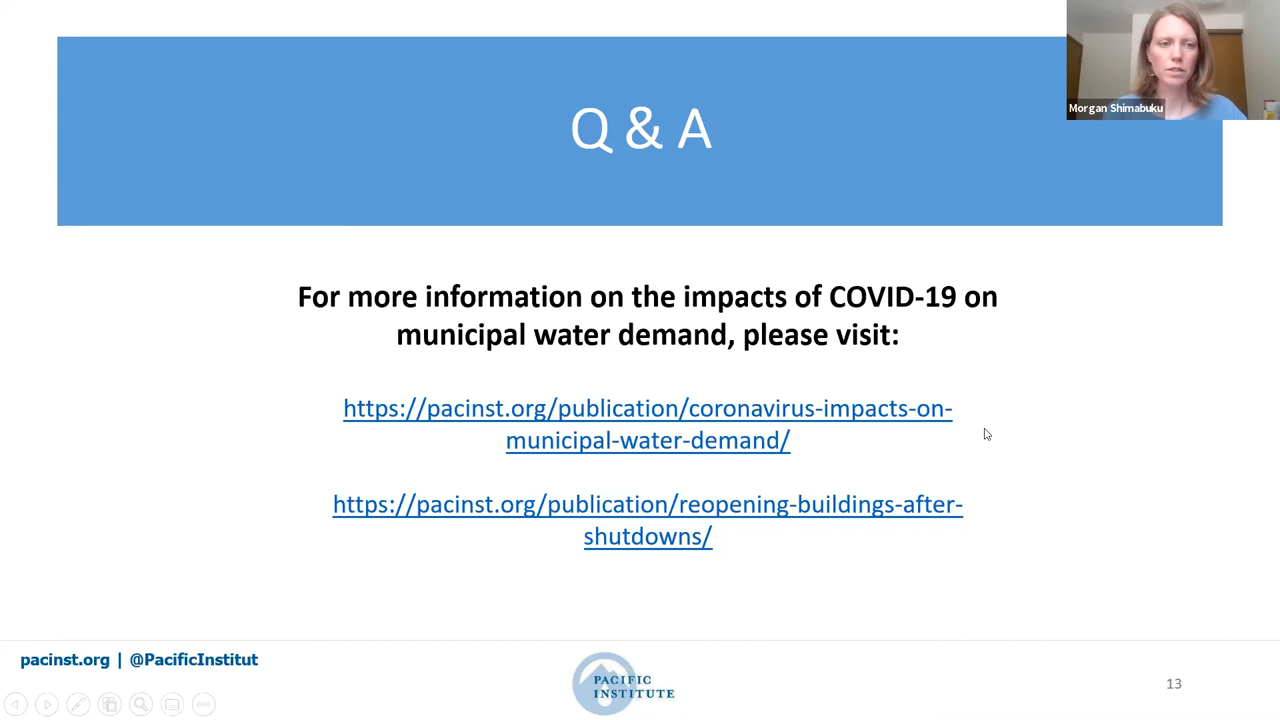 Q & A
Morgan Shimabuku
For more information on the impacts of COVID-19 on
municipal water demand, please visit:
https://pacinst.org/publication/coronavirus-impacts-on-
municipal-water-demand/
https://pacinst.org/publication/reopening-buildings-after-
shutdowns/
pacinst.org | @PacificInstitut
PACIFIC
INSTITUTE
13